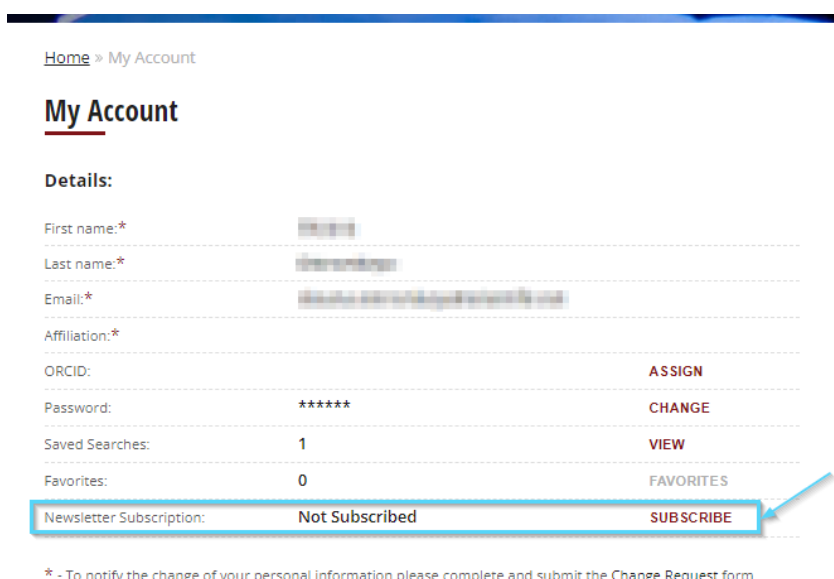 Home » My Account
My Account
Details:
First name:*
Last name:*
Email:*
Affiliation:*
ORCID: ASSIGN
Password: ****** CHANGE
Saved Searches: 1 VIEW
Favorites: 0 FAVORITES
Newsletter Subscription: Not Subscribed SUBSCRIBE
* - To notify the change of your personal information please complete and submit the Change Request form